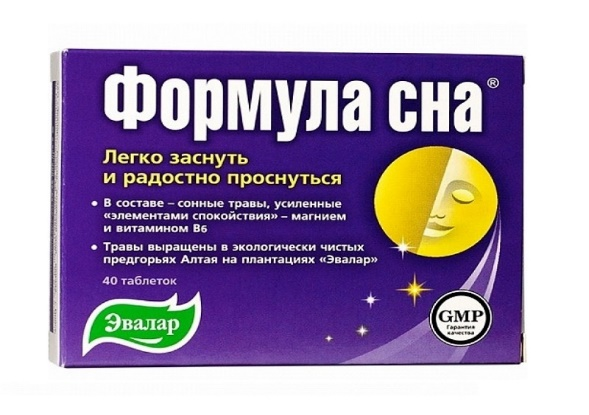 Формула сна®
Легко заснуть
и радостно проснуться
• В составе – сонные травы, усиленные
«элементами спокойствия» – магнием
и витамином В6
• Травы выращены в экологически чистых
предгорьях Алтая на плантациях «Эвалар»
40 таблеток
Эвалар
GMP
Гарантия
качества